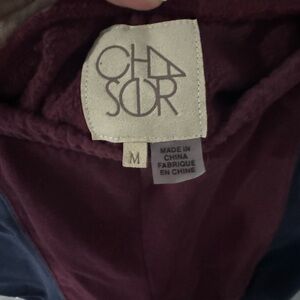 CHA
SER
M
MADE IN
CHINA
FABRIQUE
EN CHINE